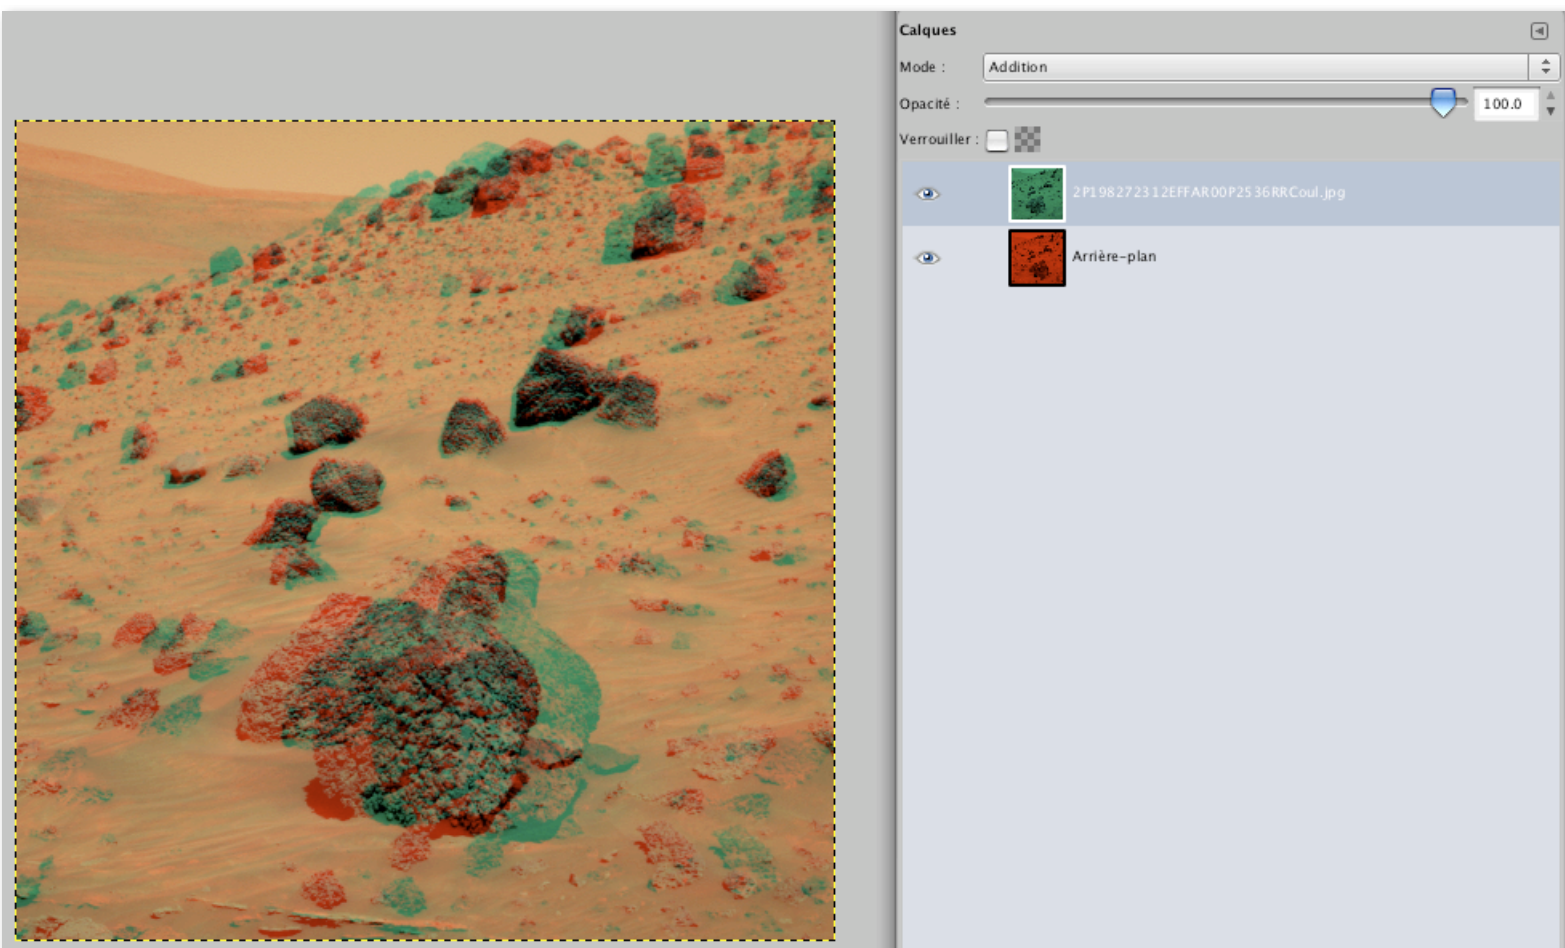 Calques
Mode : Addition
Opacité : 100.0
Verrouiller :
2P198272312EFFAR00P2536RRCoul.jpg
Arrière-plan